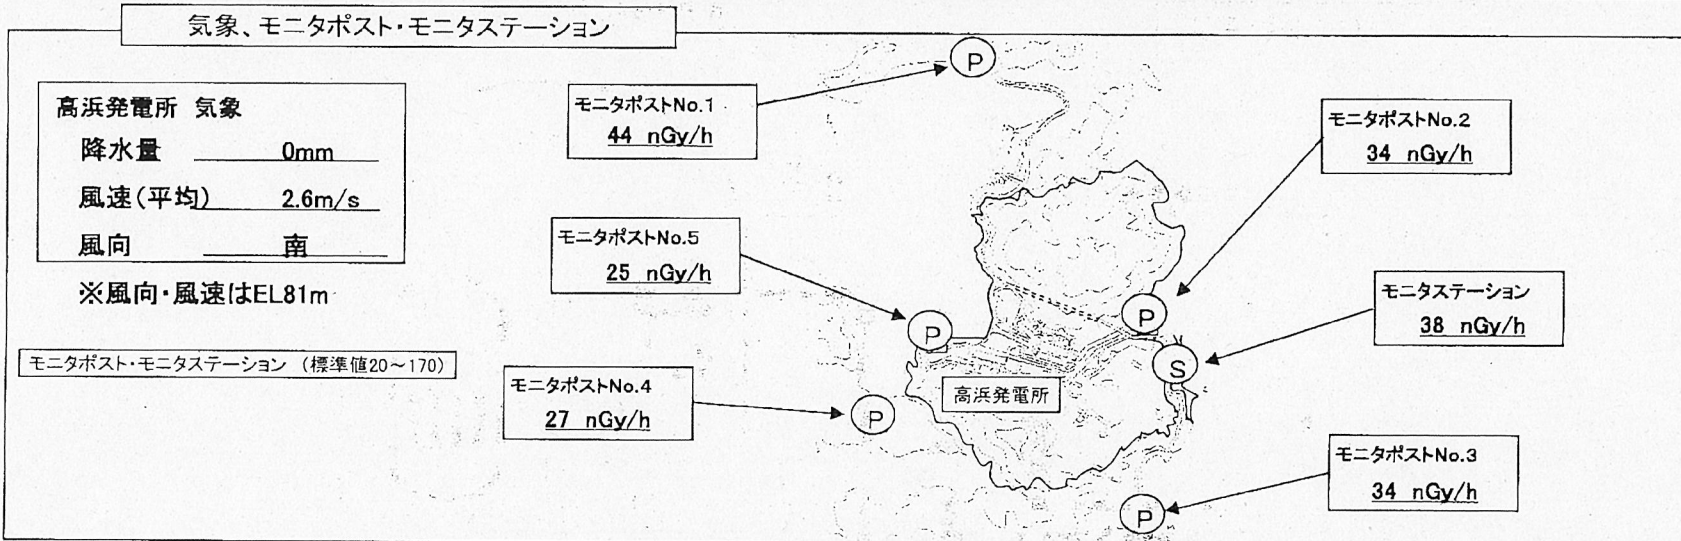 気象、モニタポスト・モニタステーション
高浜発電所 気象
降水量 0mm
風速(平均) 2.6m/s
風向 南
※風向・風速はEL81m
モニタポスト・モニタステーション (標準値20~170)
モニタポストNo.1
44 nGy/h
P
モニタポストNo.2
34 nGy/h
P
モニタポストNo.5
25 nGy/h
P
モニタステーション
38 nGy/h
S
モニタポストNo.4
27 nGy/h
P
高浜発電所
モニタポストNo.3
34 nGy/h
P